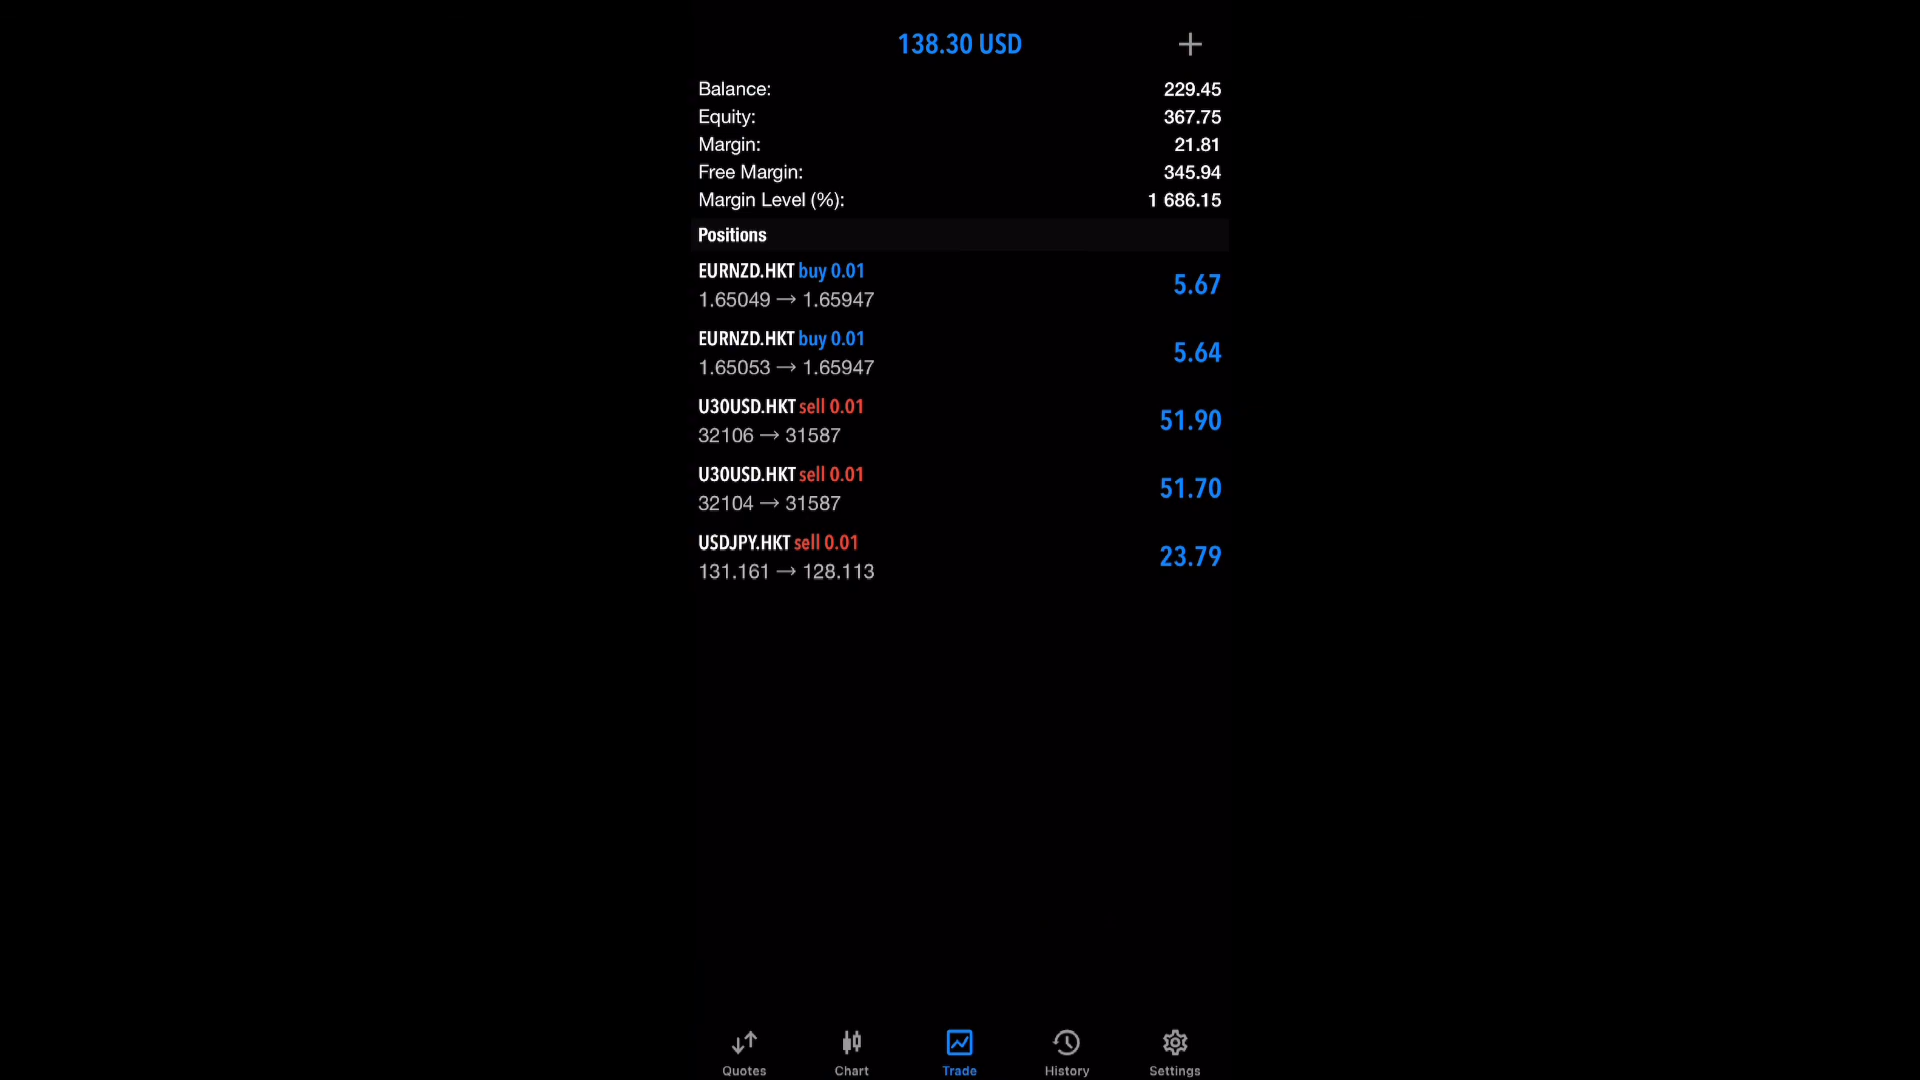 138.30 USD
Balance: 229.45
Equity: 367.75
Margin: 21.81
Free Margin: 345.94
Margin Level (%): 1 686.15
Positions
EURNZD.HKT buy 0.01
1.65049 → 1.65947 5.67
EURNZD.HKT buy 0.01
1.65053 → 1.65947 5.64
U30USD.HKT sell 0.01
32106 → 31587 51.90
U30USD.HKT sell 0.01
32104 → 31587 51.70
USDJPY.HKT sell 0.01
131.161 → 128.113 23.79
Quotes Chart Trade History Settings